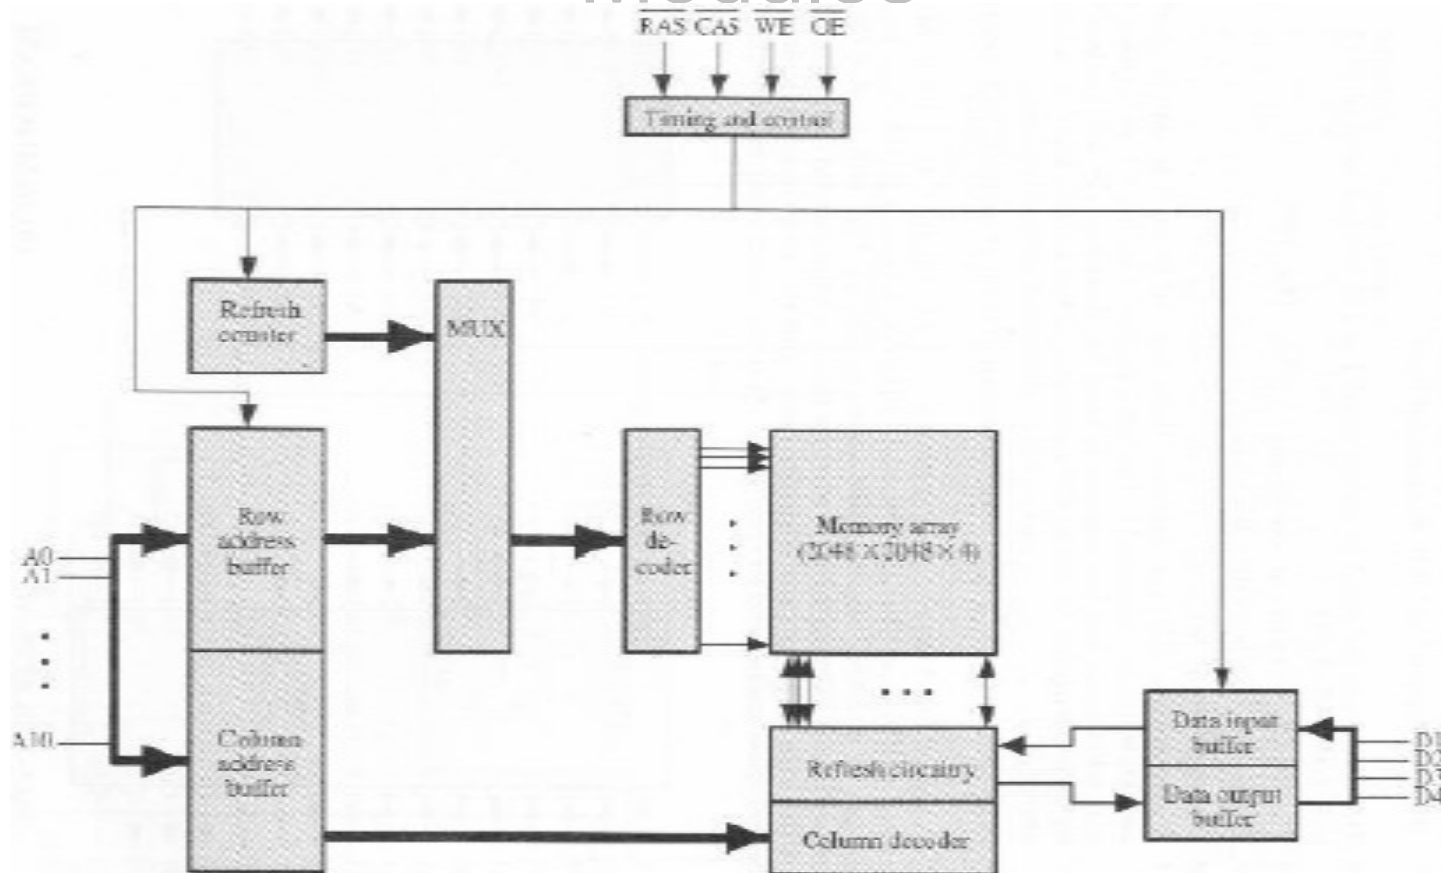 RAS CAS WE OE
Timing and control
Refresh
counter
MUX
Row
address
buffer
Row
de-
coder
Memory array
(2048 × 2048 × 4)
A0
A1
A10
Column
address
buffer
Refresh circuitry
Column decoder
Data input
buffer
Data output
buffer
D1
D2
D3
D4